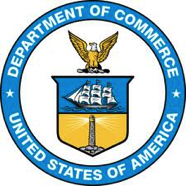 DEPARTMENT OF COMMERCE
UNITED STATES OF AMERICA